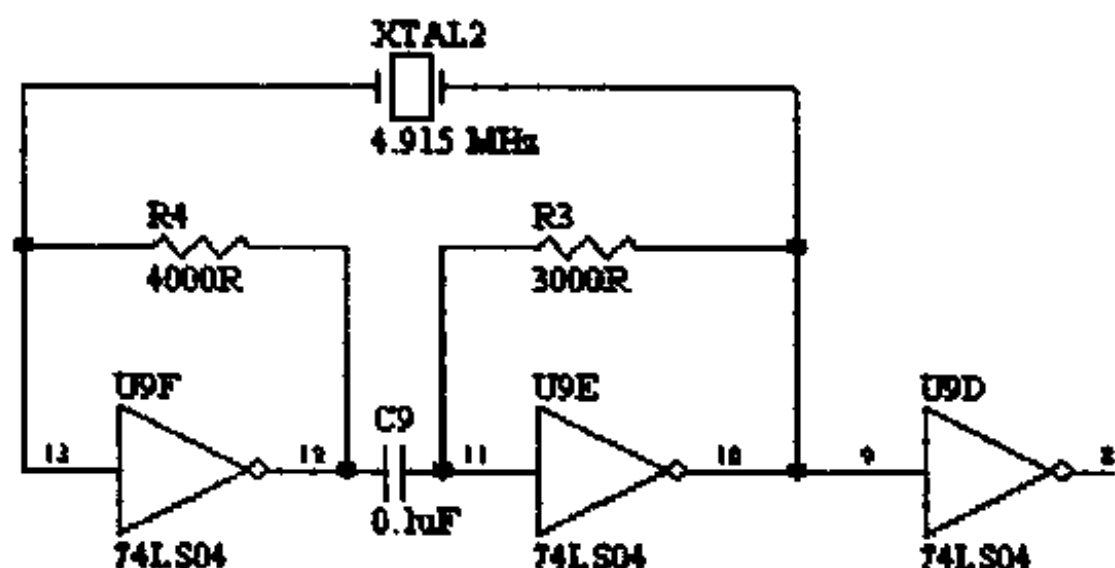 XTAL2
4.915 MHz
R4
4000R
R3
3000R
U9F
C9
U9E
U9D
13
12
11
10
9
8
0.1uF
74LS04
74LS04
74LS04